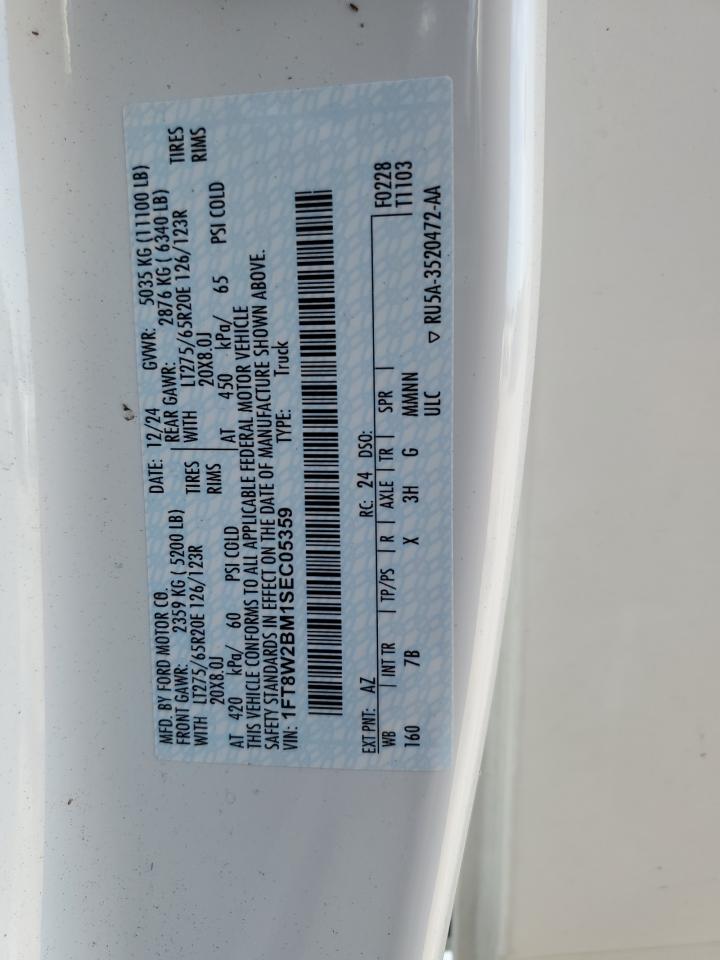 MFD. BY FORD MOTOR CO.
DATE: 12/24 GVWR: 5035 KG (11100 LB)
FRONT GAWR: 2359 KG ( 5200 LB) REAR GAWR: 2876 KG ( 6340 LB)
WITH LT275/65R20E 126/123R TIRES WITH LT275/65R20E 126/123R TIRES
20X8.0J RIMS 20X8.0J RIMS
AT 420 kPa/ 60 PSI COLD AT 450 kPa/ 65 PSI COLD
THIS VEHICLE CONFORMS TO ALL APPLICABLE FEDERAL MOTOR VEHICLE
SAFETY STANDARDS IN EFFECT ON THE DATE OF MANUFACTURE SHOWN ABOVE.
VIN: 1FT8W2BM1SEC05359 TYPE: Truck
EXT PNT: AZ RC: 24 DSO: F0228
WB INT TR TP/PS R AXLE TR SPR T1103
160 7B X 3H G MMNNN
ULC ▽ RU5A-3520472-AA